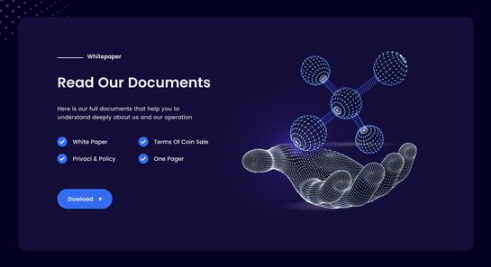 Whitepaper
Read Our Documents
Here is our full documents that help you to
understand deeply about us and our operation
White Paper
Terms Of Coin Sale
Privaci & Policy
One Pager
Dowload